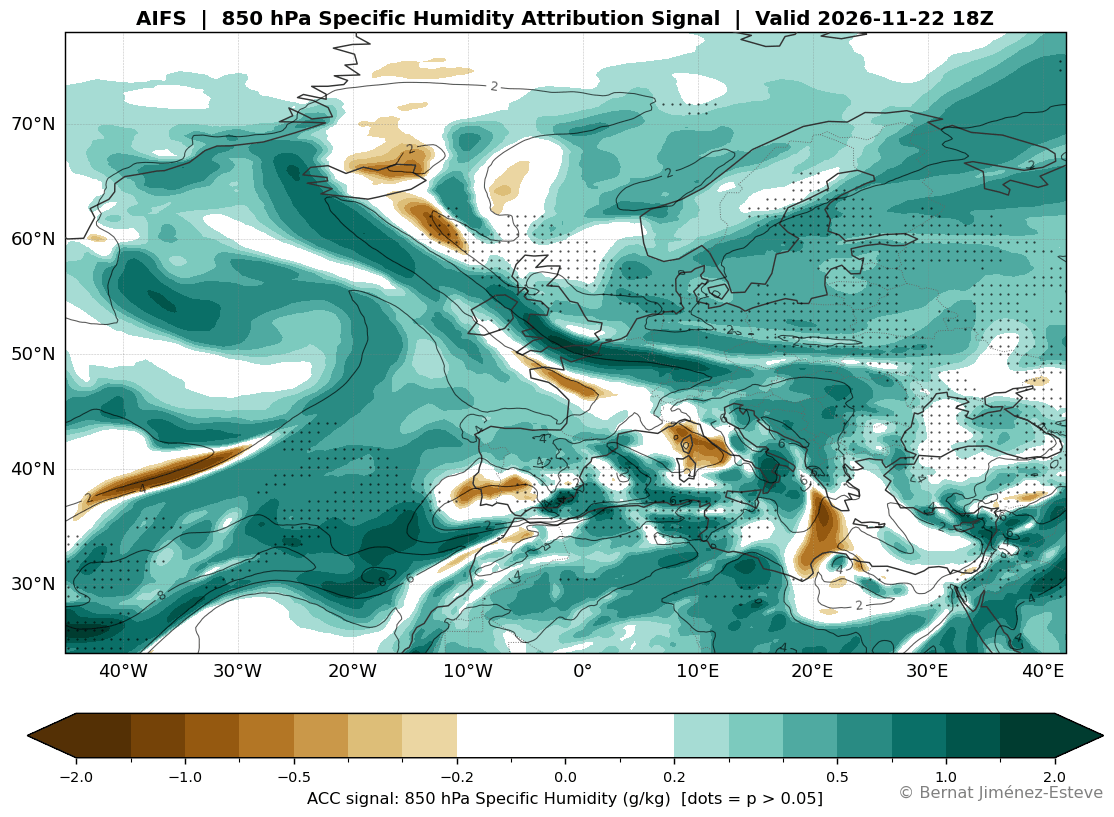 AIFS | 850 hPa Specific Humidity Attribution Signal | Valid 2026-11-22 18Z
70°N
60°N
50°N
40°N
30°N
40°W 30°W 20°W 10°W 0° 10°E 20°E 30°E 40°E
−2.0 −1.0 −0.5 −0.2 0.0 0.2 0.5 1.0 2.0
© Bernat Jiménez-Esteve
ACC signal: 850 hPa Specific Humidity (g/kg) [dots = p > 0.05]